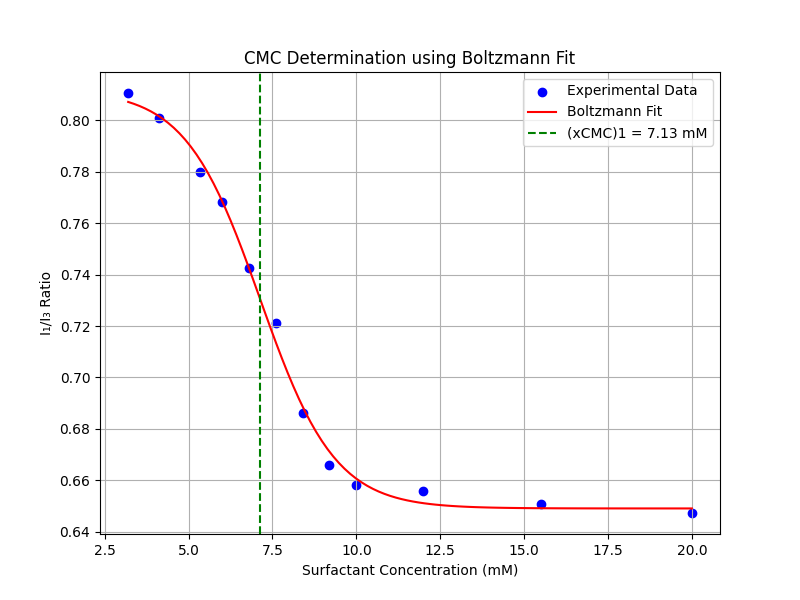 CMC Determination using Boltzmann Fit
Experimental Data
Boltzmann Fit
(xCMC)1 = 7.13 mM
I₁/I₃ Ratio
0.80
0.78
0.76
0.74
0.72
0.70
0.68
0.66
0.64
2.5 5.0 7.5 10.0 12.5 15.0 17.5 20.0
Surfactant Concentration (mM)